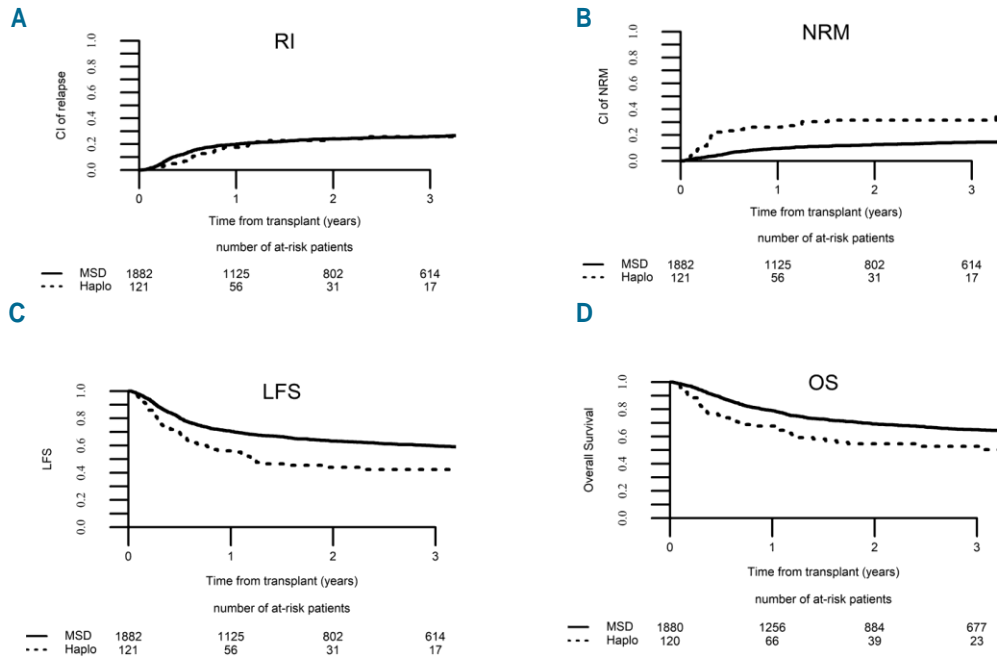 A
RI
CI of relapse
1.0
0.8
0.6
0.4
0.2
0.0
0 1 2 3
Time from transplant (years)
number of at-risk patients
MSD 1882 1125 802 614
Haplo 121 56 31 17
B
NRM
CI of NRM
1.0
0.8
0.6
0.4
0.2
0.0
0 1 2 3
Time from transplant (years)
number of at-risk patients
MSD 1882 1125 802 614
Haplo 121 56 31 17
C
LFS
LFS
1.0
0.8
0.6
0.4
0.2
0.0
0 1 2 3
Time from transplant (years)
number of at-risk patients
MSD 1882 1125 802 614
Haplo 121 56 31 17
D
OS
Overall Survival
1.0
0.8
0.6
0.4
0.2
0.0
0 1 2 3
Time from transplant (years)
number of at-risk patients
MSD 1880 1256 884 677
Haplo 120 66 39 23